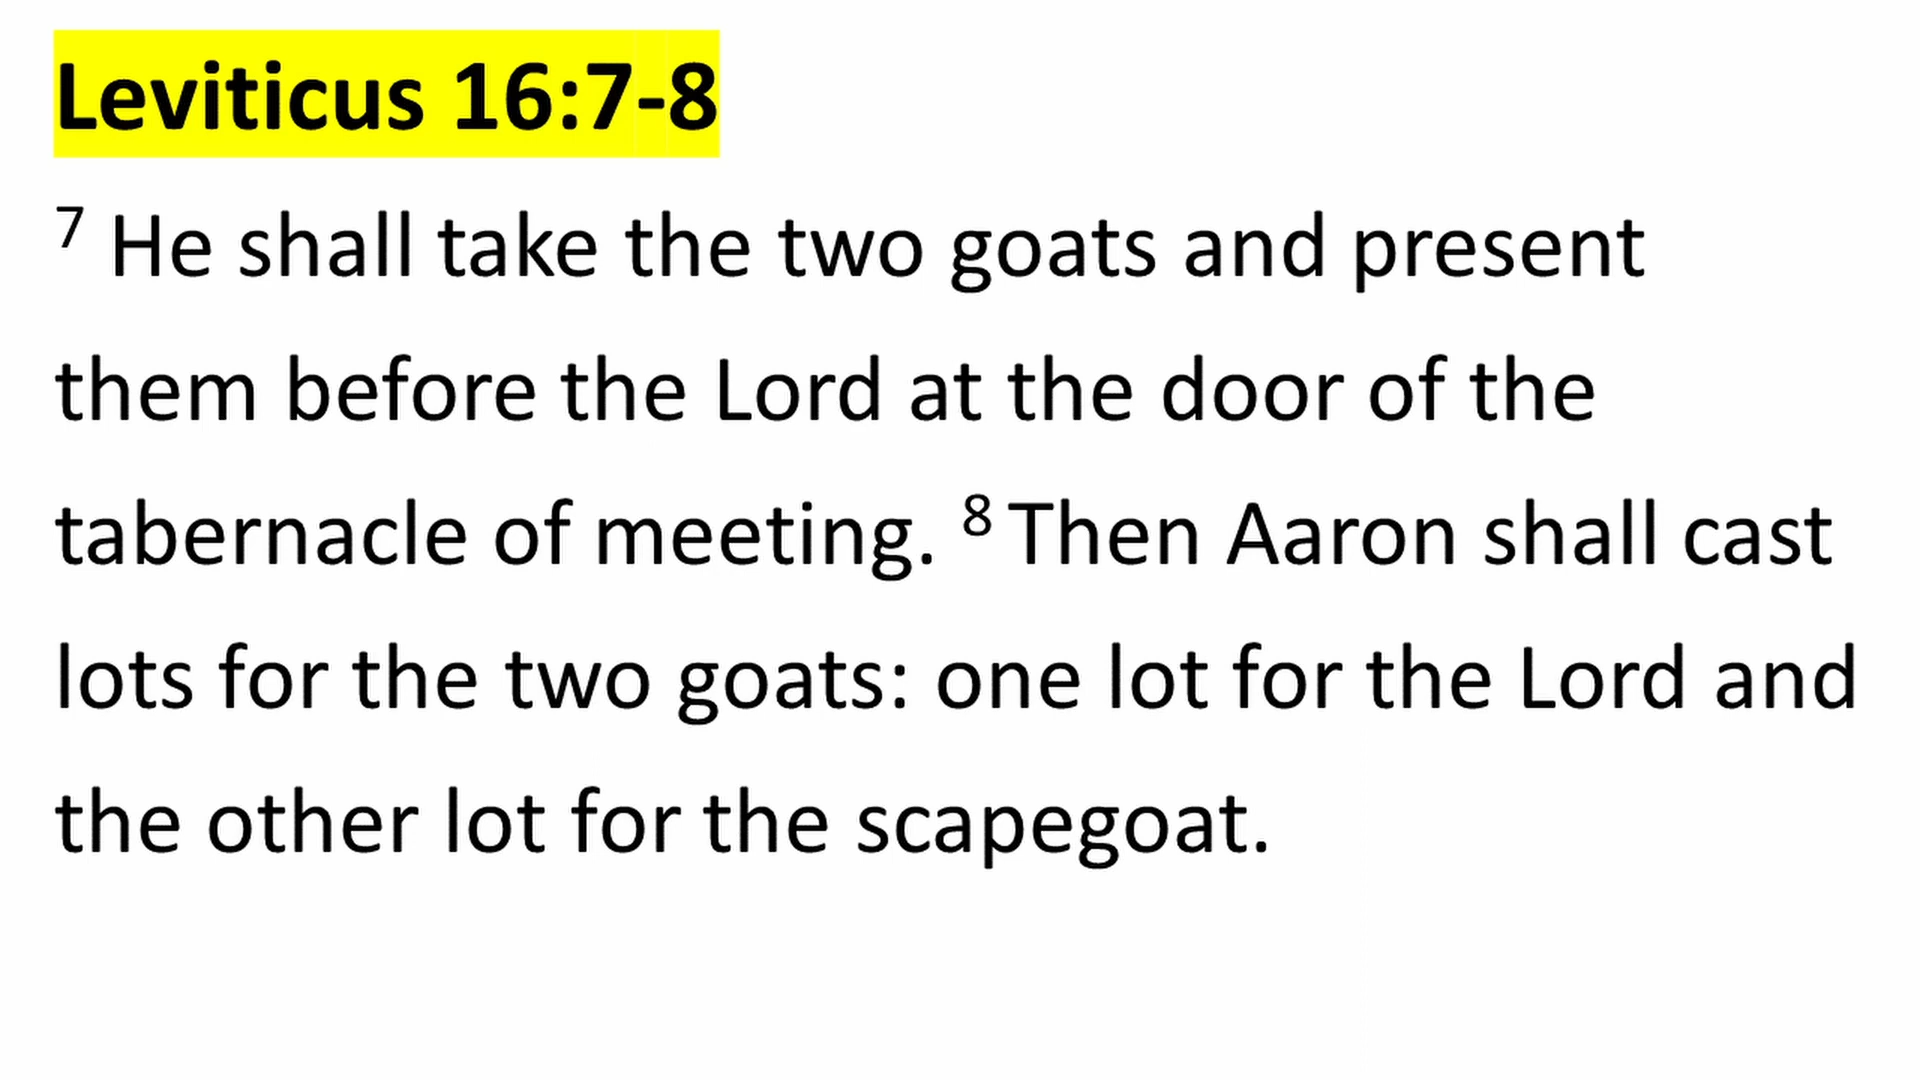 Leviticus 16:7-8
7 He shall take the two goats and present
them before the Lord at the door of the
tabernacle of meeting. 8 Then Aaron shall cast
lots for the two goats: one lot for the Lord and
the other lot for the scapegoat.